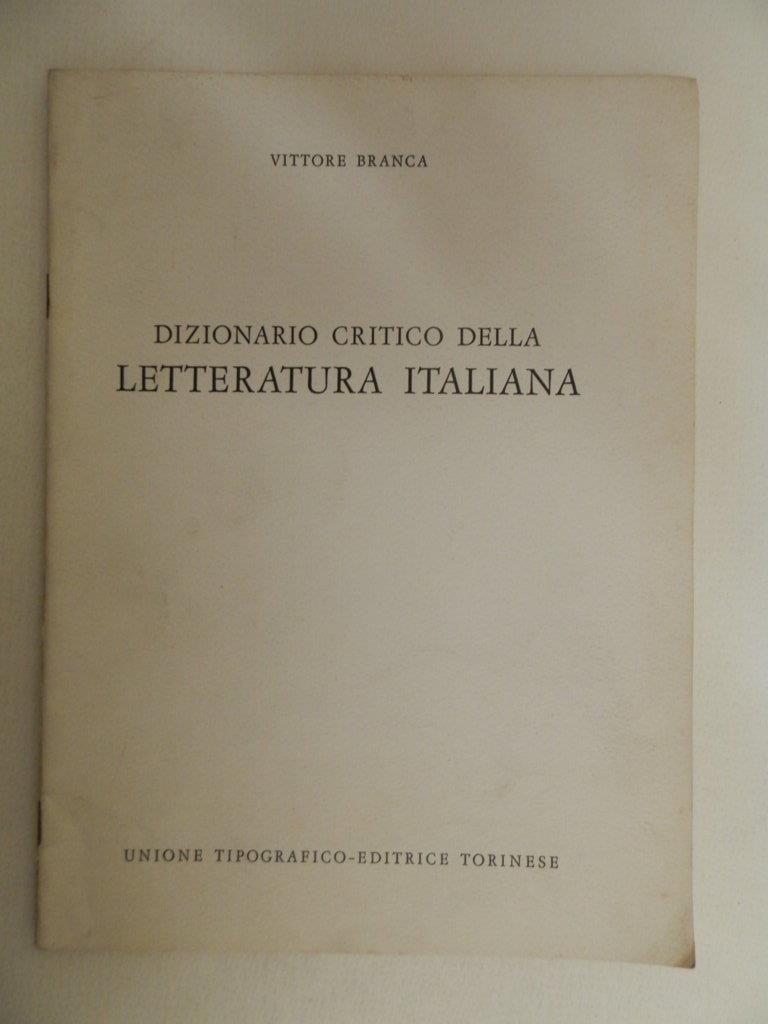 VITTORE BRANCA
DIZIONARIO CRITICO DELLA
LETTERATURA ITALIANA
UNIONE TIPOGRAFICO-EDITRICE TORINESE